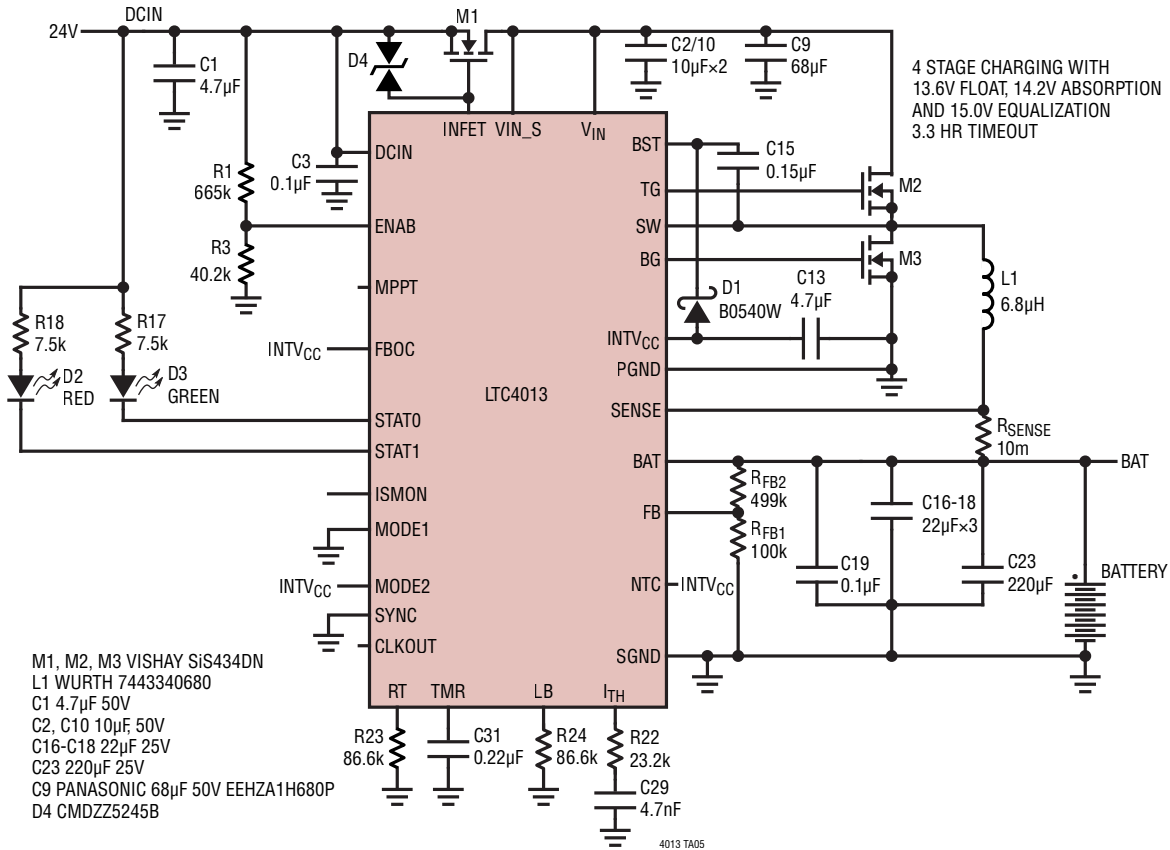 DCIN
M1
24V
D4
C1
4.7µF
C2/10
10µF×2
C9
68µF
4 STAGE CHARGING WITH
13.6V FLOAT, 14.2V ABSORPTION
AND 15.0V EQUALIZATION
3.3 HR TIMEOUT
INFET
VIN_S
VIN
DCIN
BST
C15
0.15µF
C3
0.1µF
R1
665k
TG
M2
ENAB
SW
R3
40.2k
BG
M3
MPPT
D1
B0540W
C13
4.7µF
L1
6.8µH
R18
7.5k
R17
7.5k
INTVCC
FBOC
INTVCC
PGND
D2
RED
D3
GREEN
LTC4013
STAT0
SENSE
RSENSE
10m
STAT1
BAT
BAT
RFB2
499k
ISMON
FB
C16-18
22µF×3
MODE1
RFB1
100k
C19
0.1µF
C23
220µF
BATTERY
INTVCC
MODE2
NTC
INTVCC
SYNC
CLKOUT
SGND
M1, M2, M3 VISHAY SiS434DN
L1 WURTH 7443340680
C1 4.7µF 50V
C2, C10 10µF, 50V
C16-C18 22µF 25V
C23 220µF 25V
C9 PANASONIC 68µF 50V EEHZA1H680P
D4 CMDZZ5245B
RT
TMR
LB
ITH
R23
86.6k
C31
0.22µF
R24
86.6k
R22
23.2k
C29
4.7nF
4013 TA05